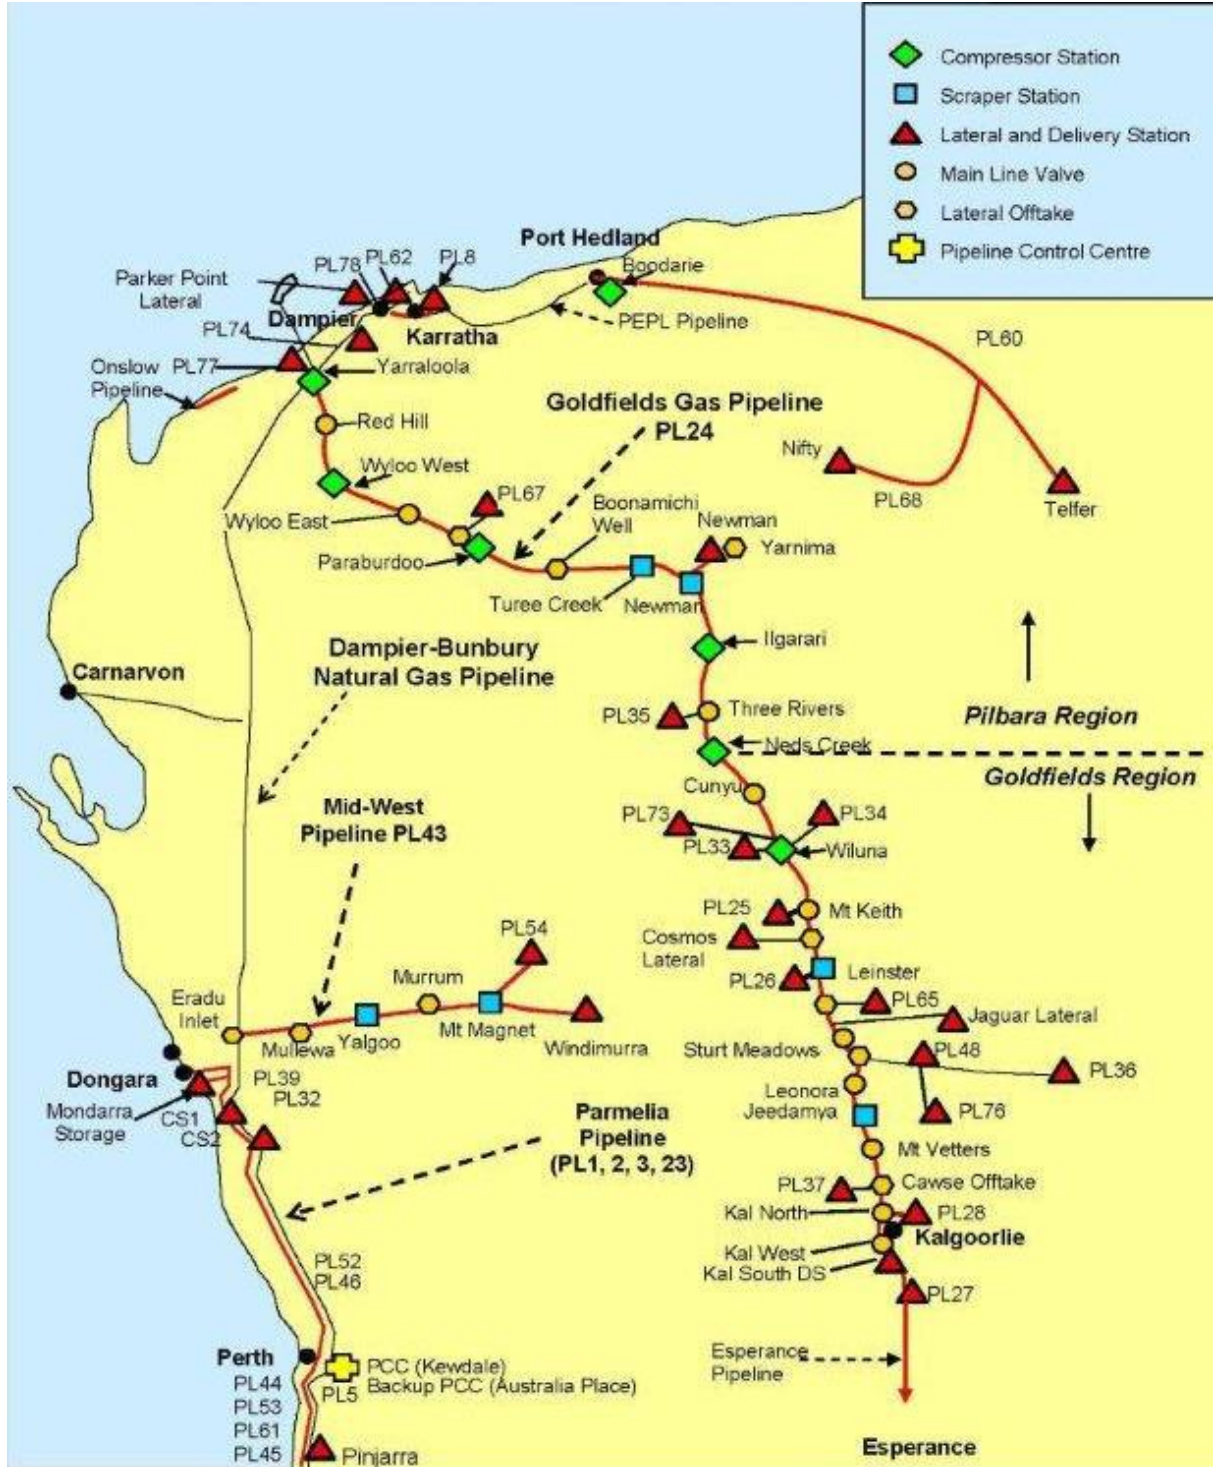 Compressor Station
Scraper Station
Lateral and Delivery Station
Main Line Valve
Lateral Offtake
Pipeline Control Centre
Port Hedland
Boodarie
PL8
PL62
PL78
Parker Point
Lateral
Dampier
Karratha
PEPL Pipeline
PL60
PL74
Onslow
Pipeline
PL77
Yarraloola
Goldfields Gas Pipeline
PL24
Red Hill
Nifty
Wyloo West
PL68
Telfer
PL67
Boonamichi
Well
Newman
Yarnima
Wyloo East
Paraburdoo
Turee Creek
Newman
Ilgarari
Dampier-Bunbury
Natural Gas Pipeline
Carnarvon
PL35
Three Rivers
Pilbara Region
Neds Creek
Goldfields Region
Cunyu
Mid-West
Pipeline PL43
PL73
PL34
PL33
Wiluna
PL25
Mt Keith
PL54
Cosmos
Lateral
PL26
Leinster
Murrum
Eradu
Inlet
PL65
Jaguar Lateral
Mullewa
Yalgoo
Mt Magnet
Windimurra
Sturt Meadows
PL48
PL36
Dongara
PL39
PL32
Leonora
Jeedamya
PL76
Mondarra
Storage
CS1
CS2
Parmelia
Pipeline
(PL1, 2, 3, 23)
Mt Vetters
PL37
Cawse Offtake
Kal North
PL28
Kalgoorlie
Kal West
Kal South DS
PL27
PL52
PL46
Esperance
Pipeline
Perth
PL44
PL53
PL61
PL45
PL5
PCC (Kewdale)
Backup PCC (Australia Place)
Pinjarra
Esperance